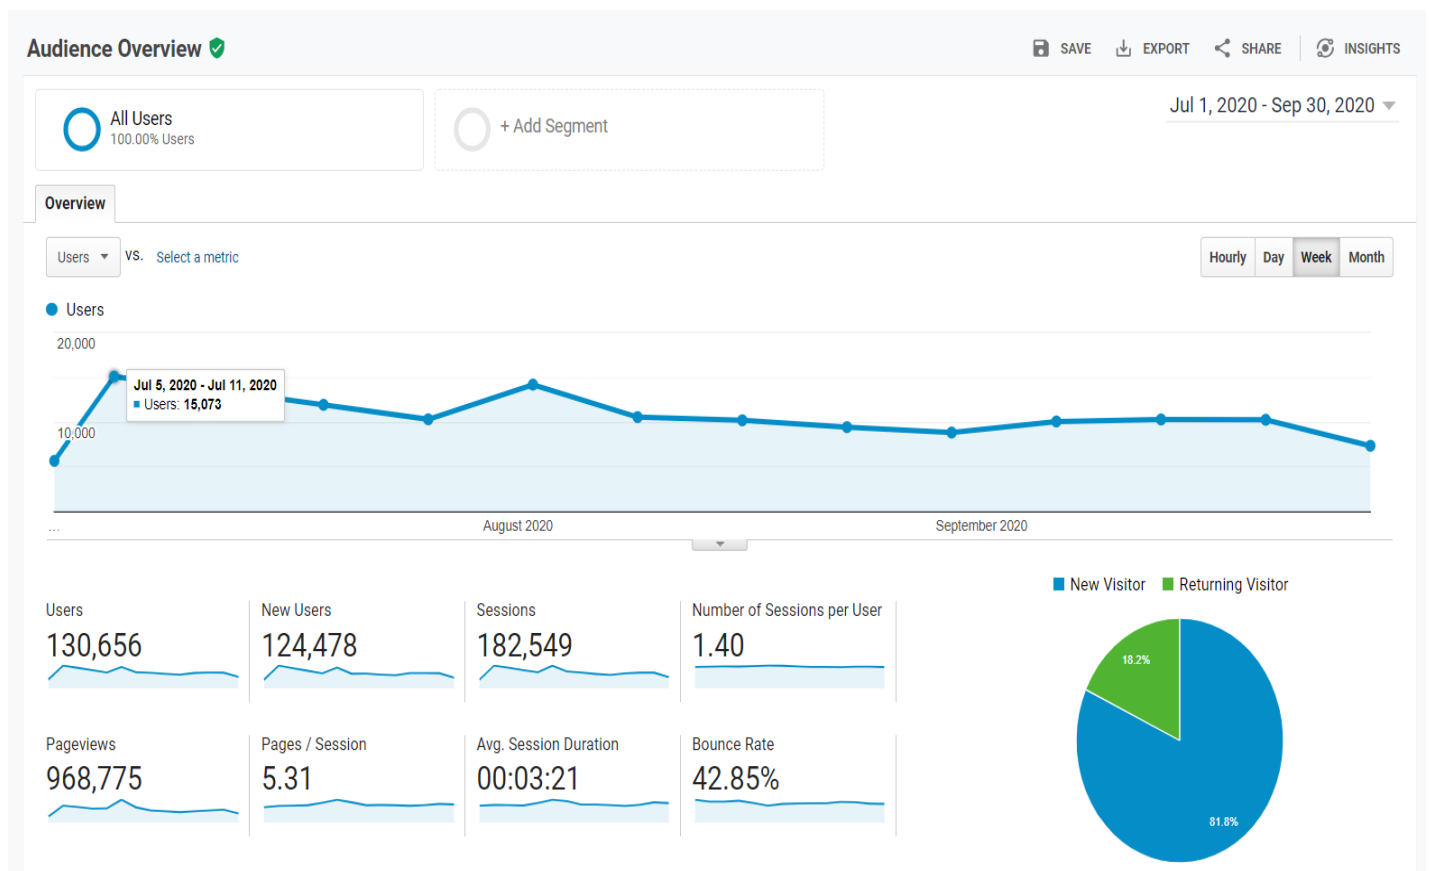 Audience Overview
SAVE
EXPORT
SHARE
INSIGHTS
All Users
100.00% Users
+ Add Segment
Jul 1, 2020 - Sep 30, 2020
Overview
Users
VS.
Select a metric
Hourly
Day
Week
Month
Users
20,000
Jul 5, 2020 - Jul 11, 2020
Users: 15,073
10,000
...
August 2020
September 2020
New Visitor
Returning Visitor
Users
130,656
New Users
124,478
Sessions
182,549
Number of Sessions per User
1.40
18.2%
Pageviews
968,775
Pages / Session
5.31
Avg. Session Duration
00:03:21
Bounce Rate
42.85%
81.8%